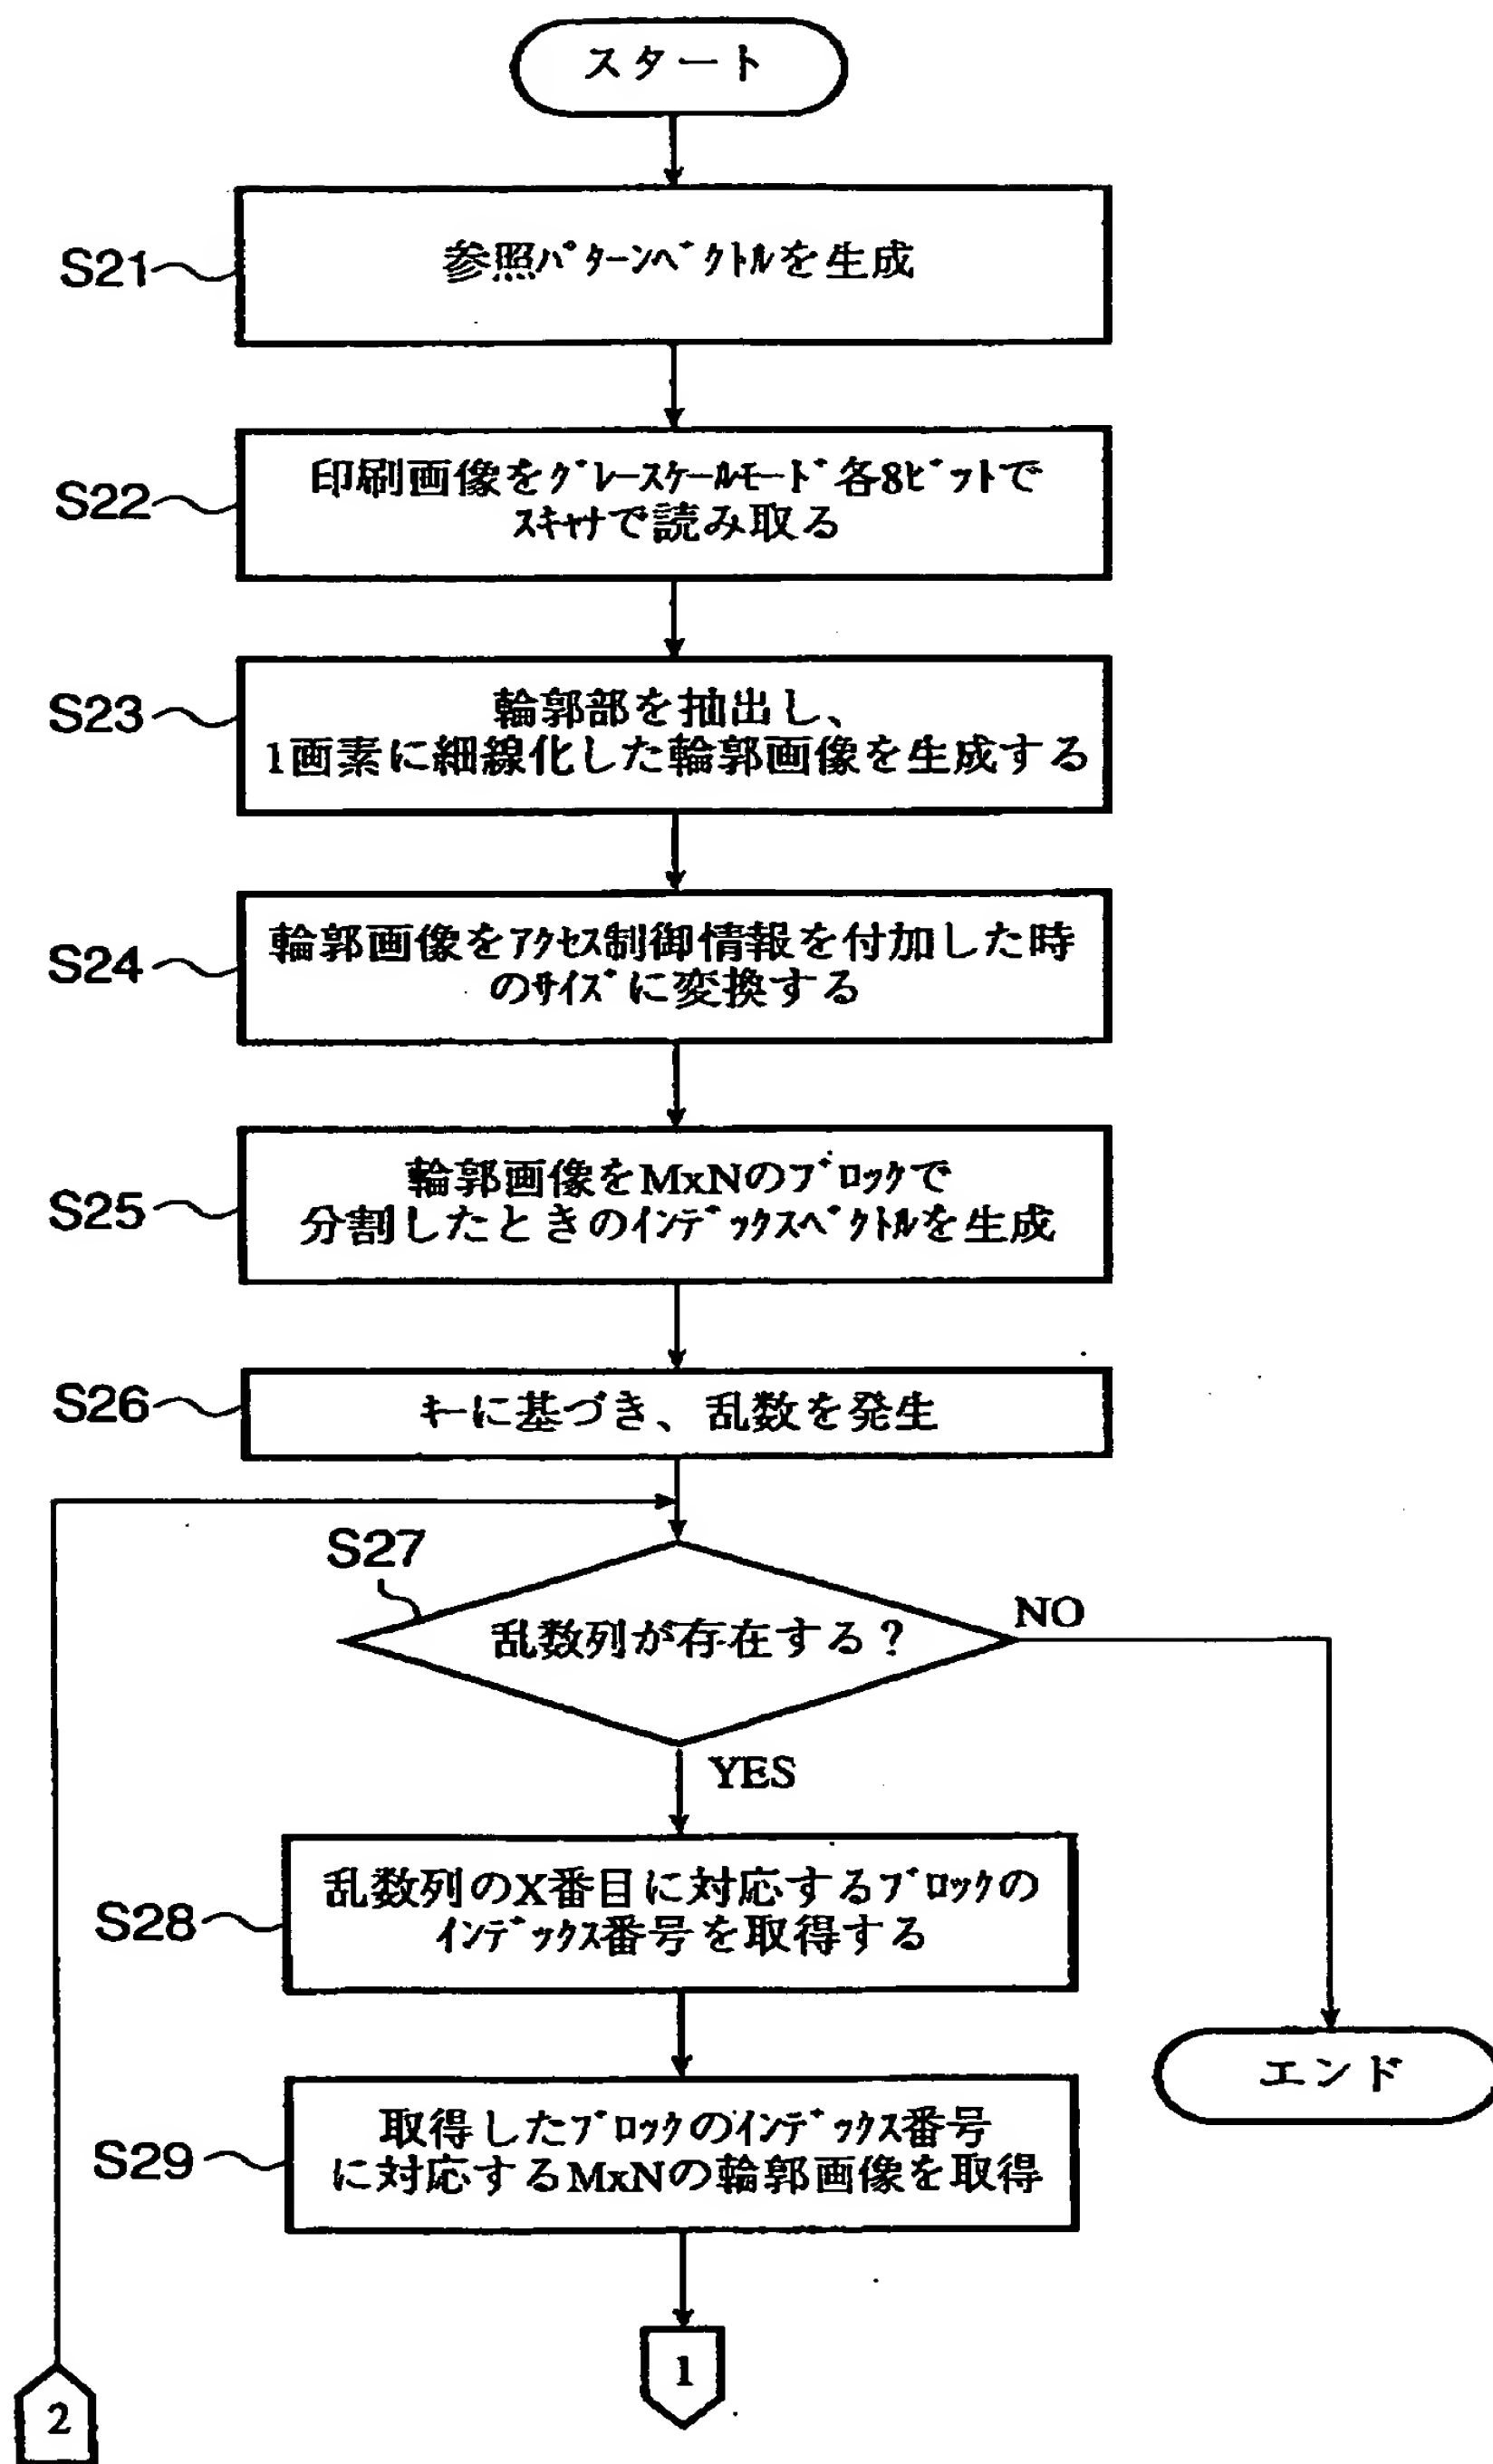 スタート
S21
参照パターンベクトルを生成
S22
印刷画像をグレースケールモード各8ビットで
スキャナで読み取る
S23
輪郭部を抽出し、
1画素に細線化した輪郭画像を生成する
S24
輪郭画像をアクセス制御情報を付加した時
のサイズに変換する
S25
輪郭画像をMxNのブロックで
分割したときのインデックスベクトルを生成
S26
キーに基づき、乱数を発生
S27
乱数列が存在する?
NO
YES
S28
乱数列のX番目に対応するブロックの
インデックス番号を取得する
エンド
S29
取得したブロックのインデックス番号
に対応するMxNの輪郭画像を取得
1
2